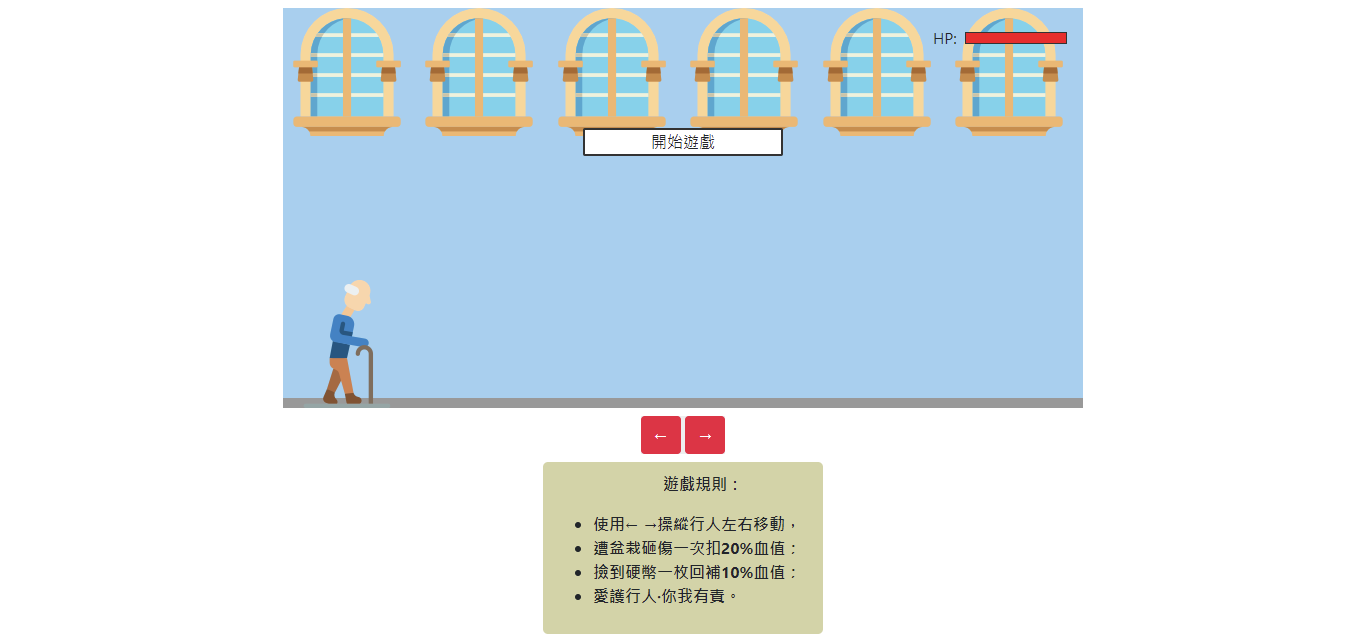 HP:
開始遊戲
← →
遊戲規則：
使用← →操縱行人左右移動，
遭盆栽砸傷一次扣20%血值：
撿到硬幣一枚回補10%血值：
愛護行人‧你我有責。